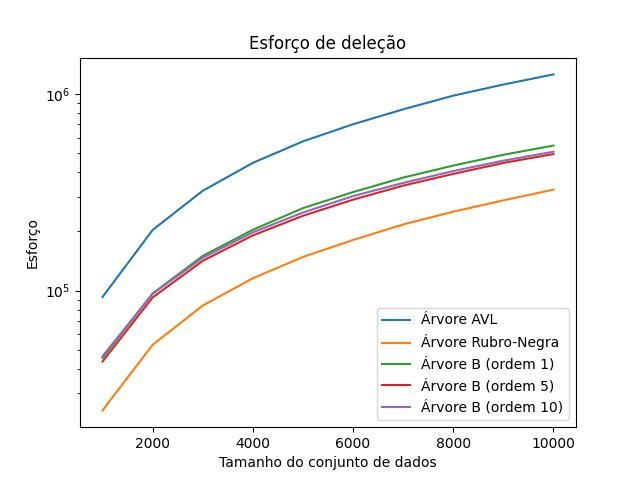 Esforço de deleção
10⁶
10⁵
Esforço
2000 4000 6000 8000 10000
Tamanho do conjunto de dados
Árvore AVL
Árvore Rubro-Negra
Árvore B (ordem 1)
Árvore B (ordem 5)
Árvore B (ordem 10)